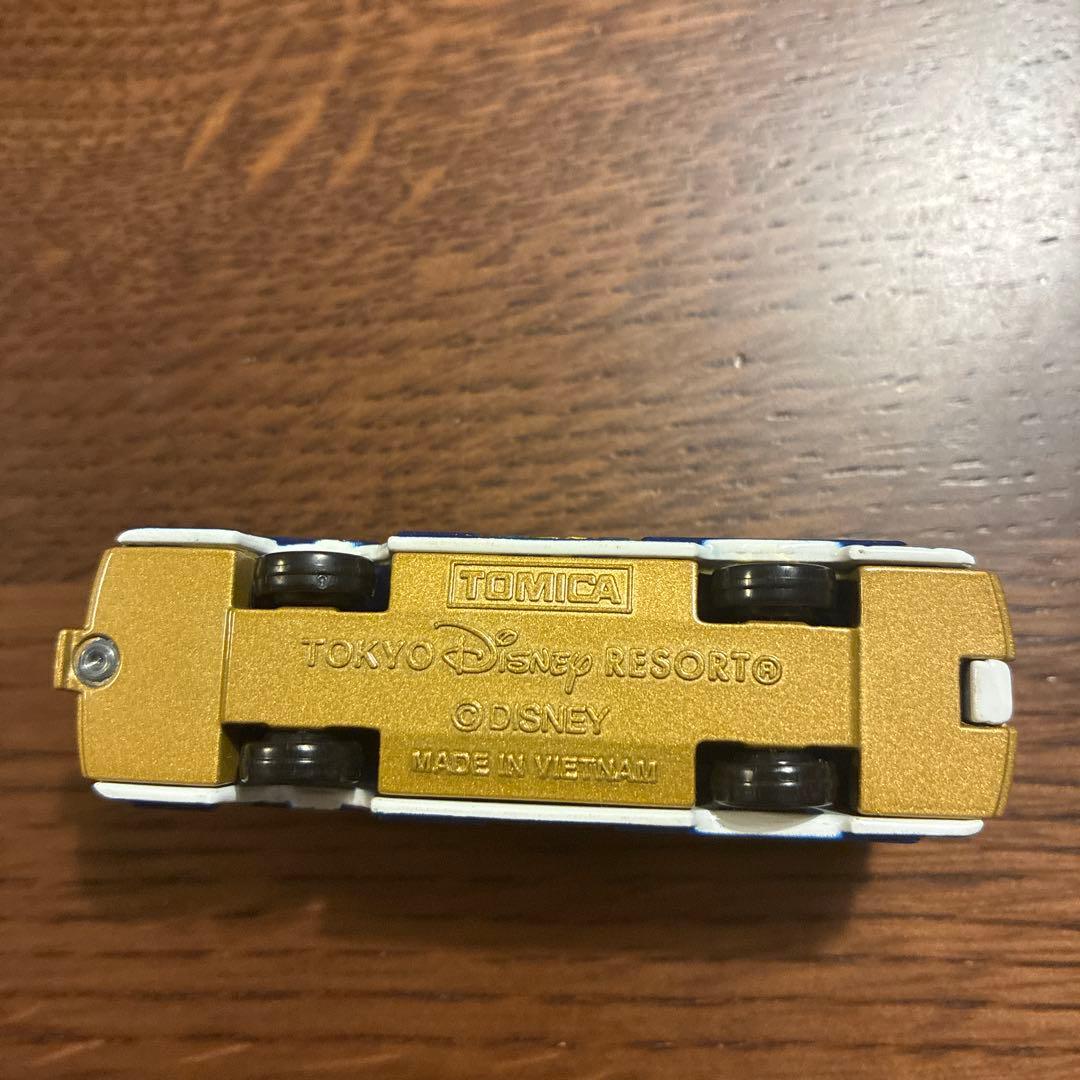 TOMICA
TOKYO Disney RESORT®
©DISNEY
MADE IN VIETNAM